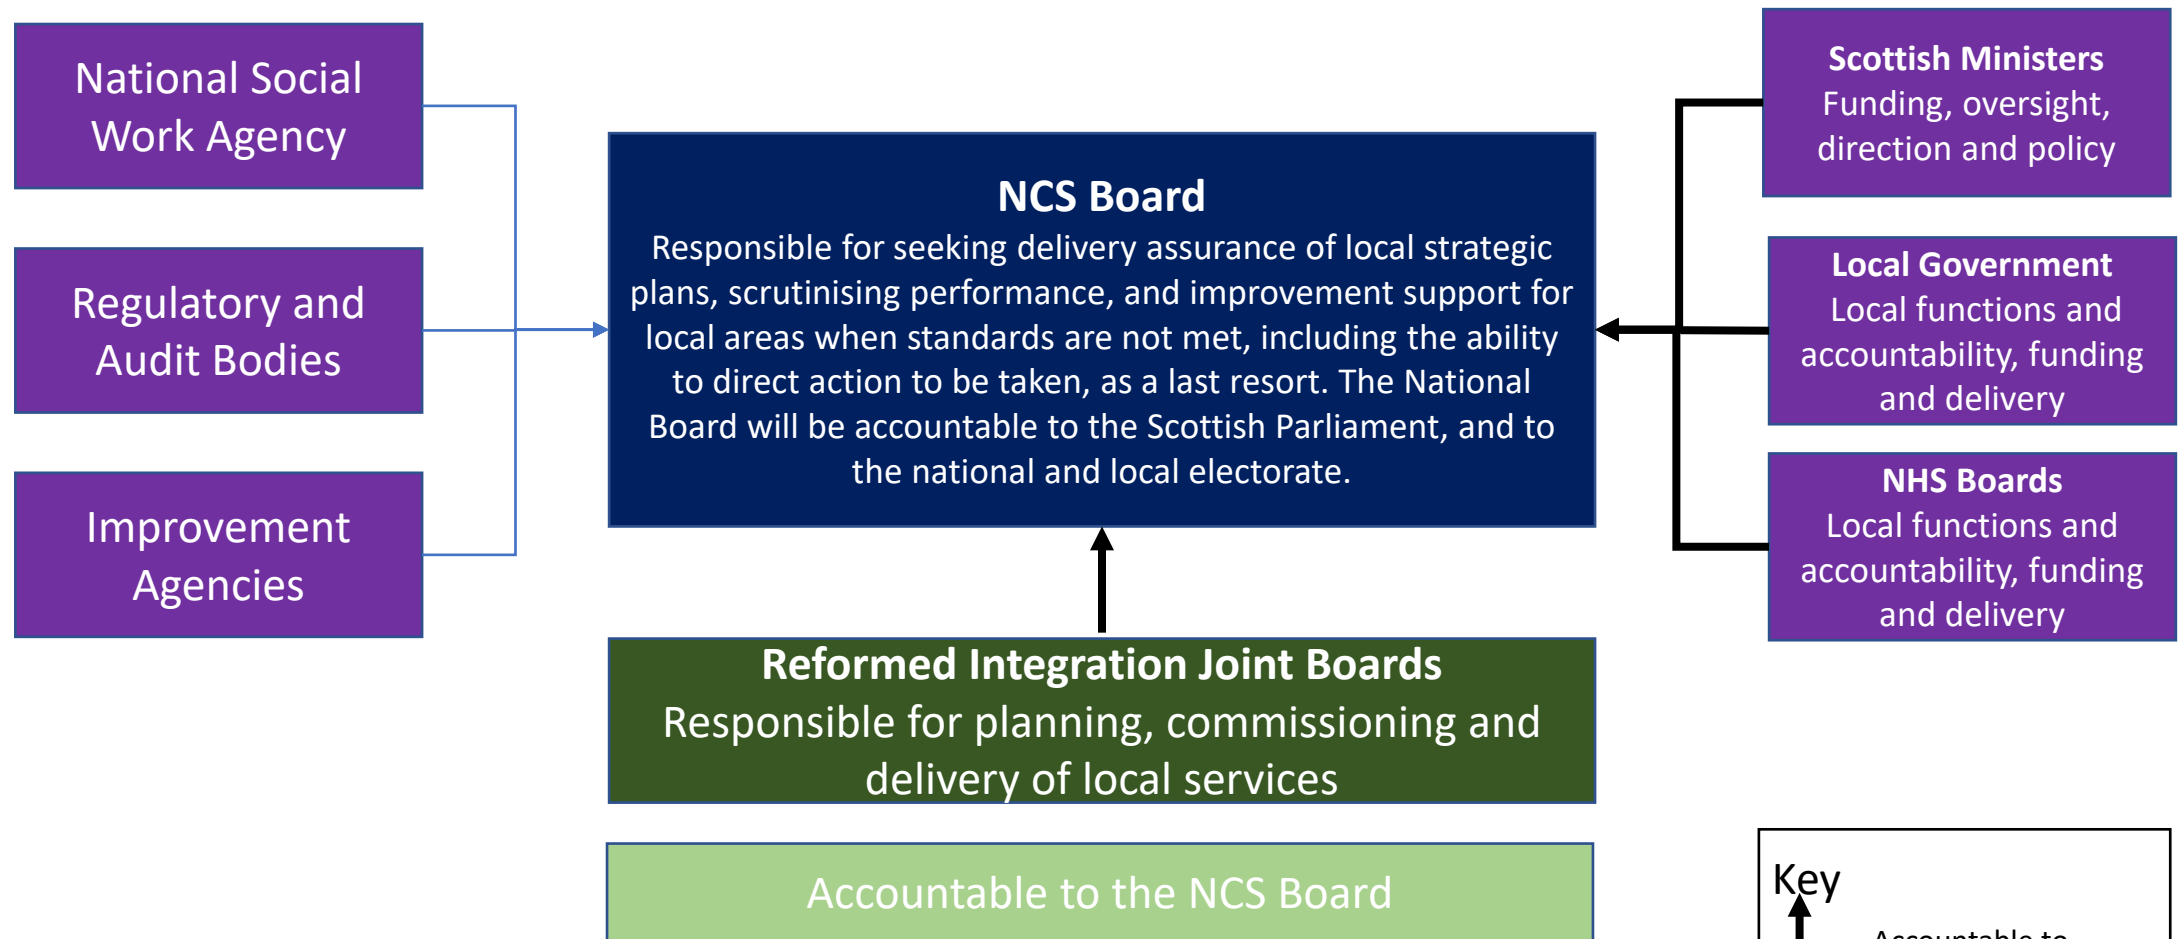 National Social
Work Agency
Regulatory and
Audit Bodies
Improvement
Agencies
NCS Board
Responsible for seeking delivery assurance of local strategic
plans, scrutinising performance, and improvement support for
local areas when standards are not met, including the ability
to direct action to be taken, as a last resort. The National
Board will be accountable to the Scottish Parliament, and to
the national and local electorate.
Reformed Integration Joint Boards
Responsible for planning, commissioning and
delivery of local services
Accountable to the NCS Board
Scottish Ministers
Funding, oversight,
direction and policy
Local Government
Local functions and
accountability, funding
and delivery
NHS Boards
Local functions and
accountability, funding
and delivery
Key
Accountable to